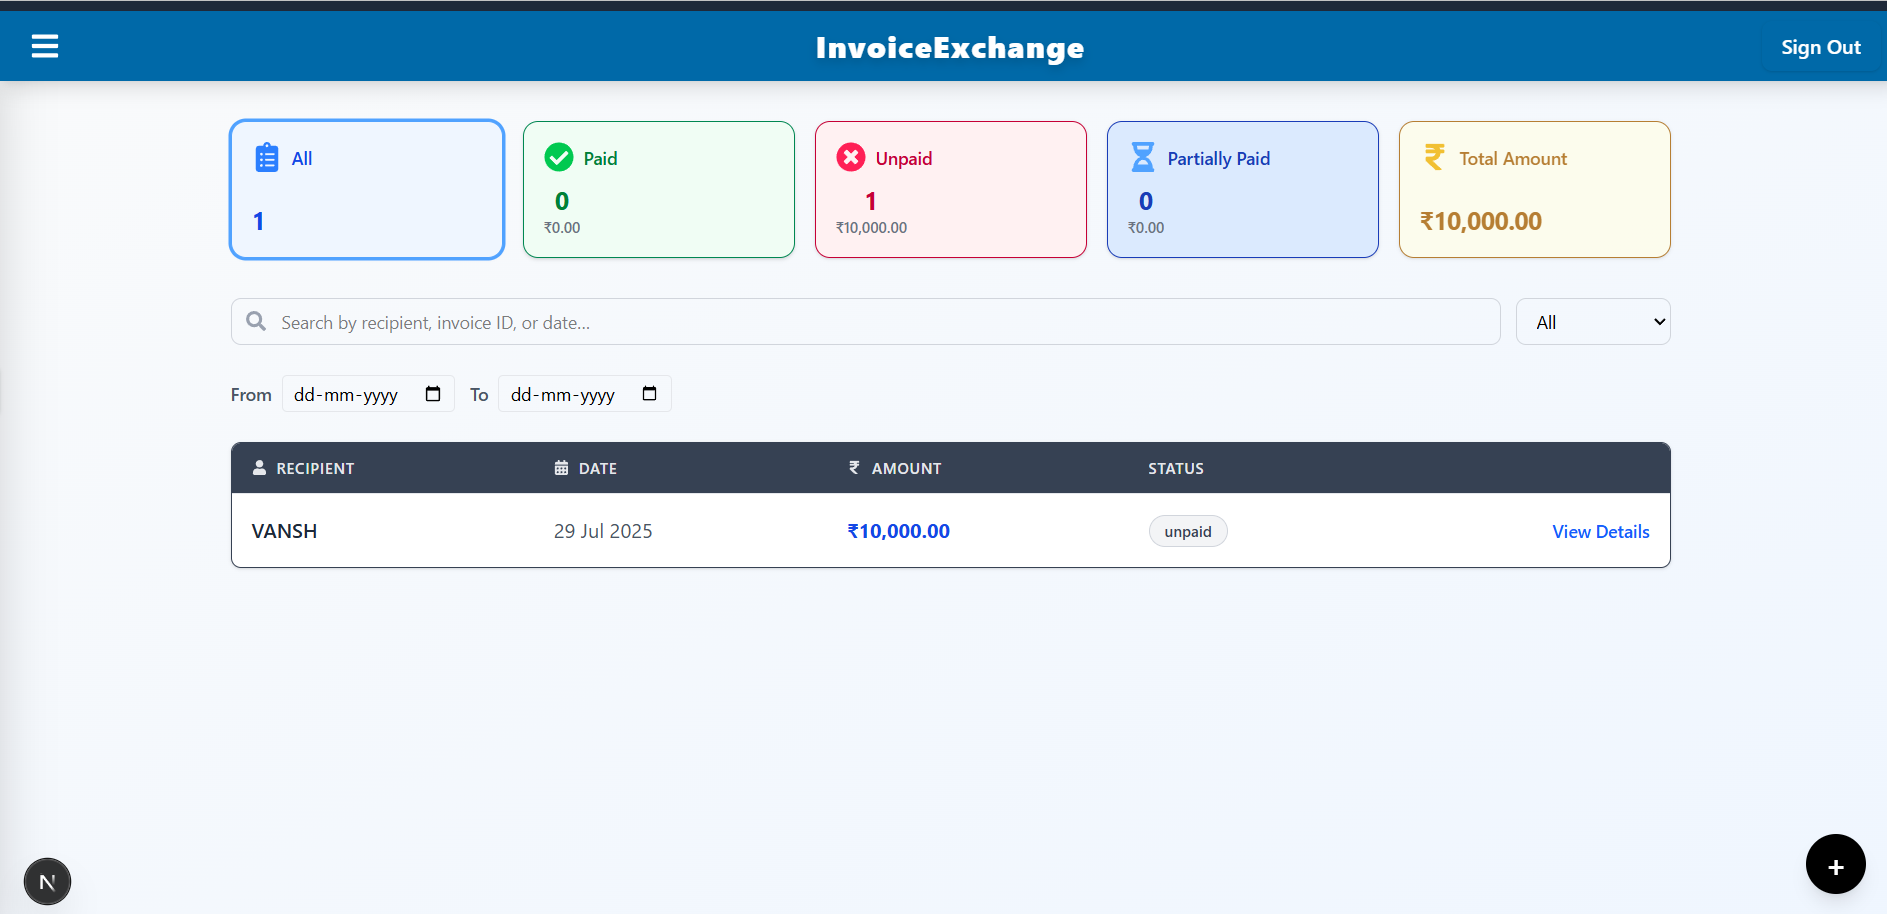 InvoiceExchange
Sign Out
All
1
Paid
0
₹0.00
Unpaid
1
₹10,000.00
Partially Paid
0
₹0.00
₹ Total Amount
₹10,000.00
Search by recipient, invoice ID, or date...
All
From dd-mm-yyyy To dd-mm-yyyy
RECIPIENT DATE ₹ AMOUNT STATUS
VANSH 29 Jul 2025 ₹10,000.00 unpaid View Details
N
+